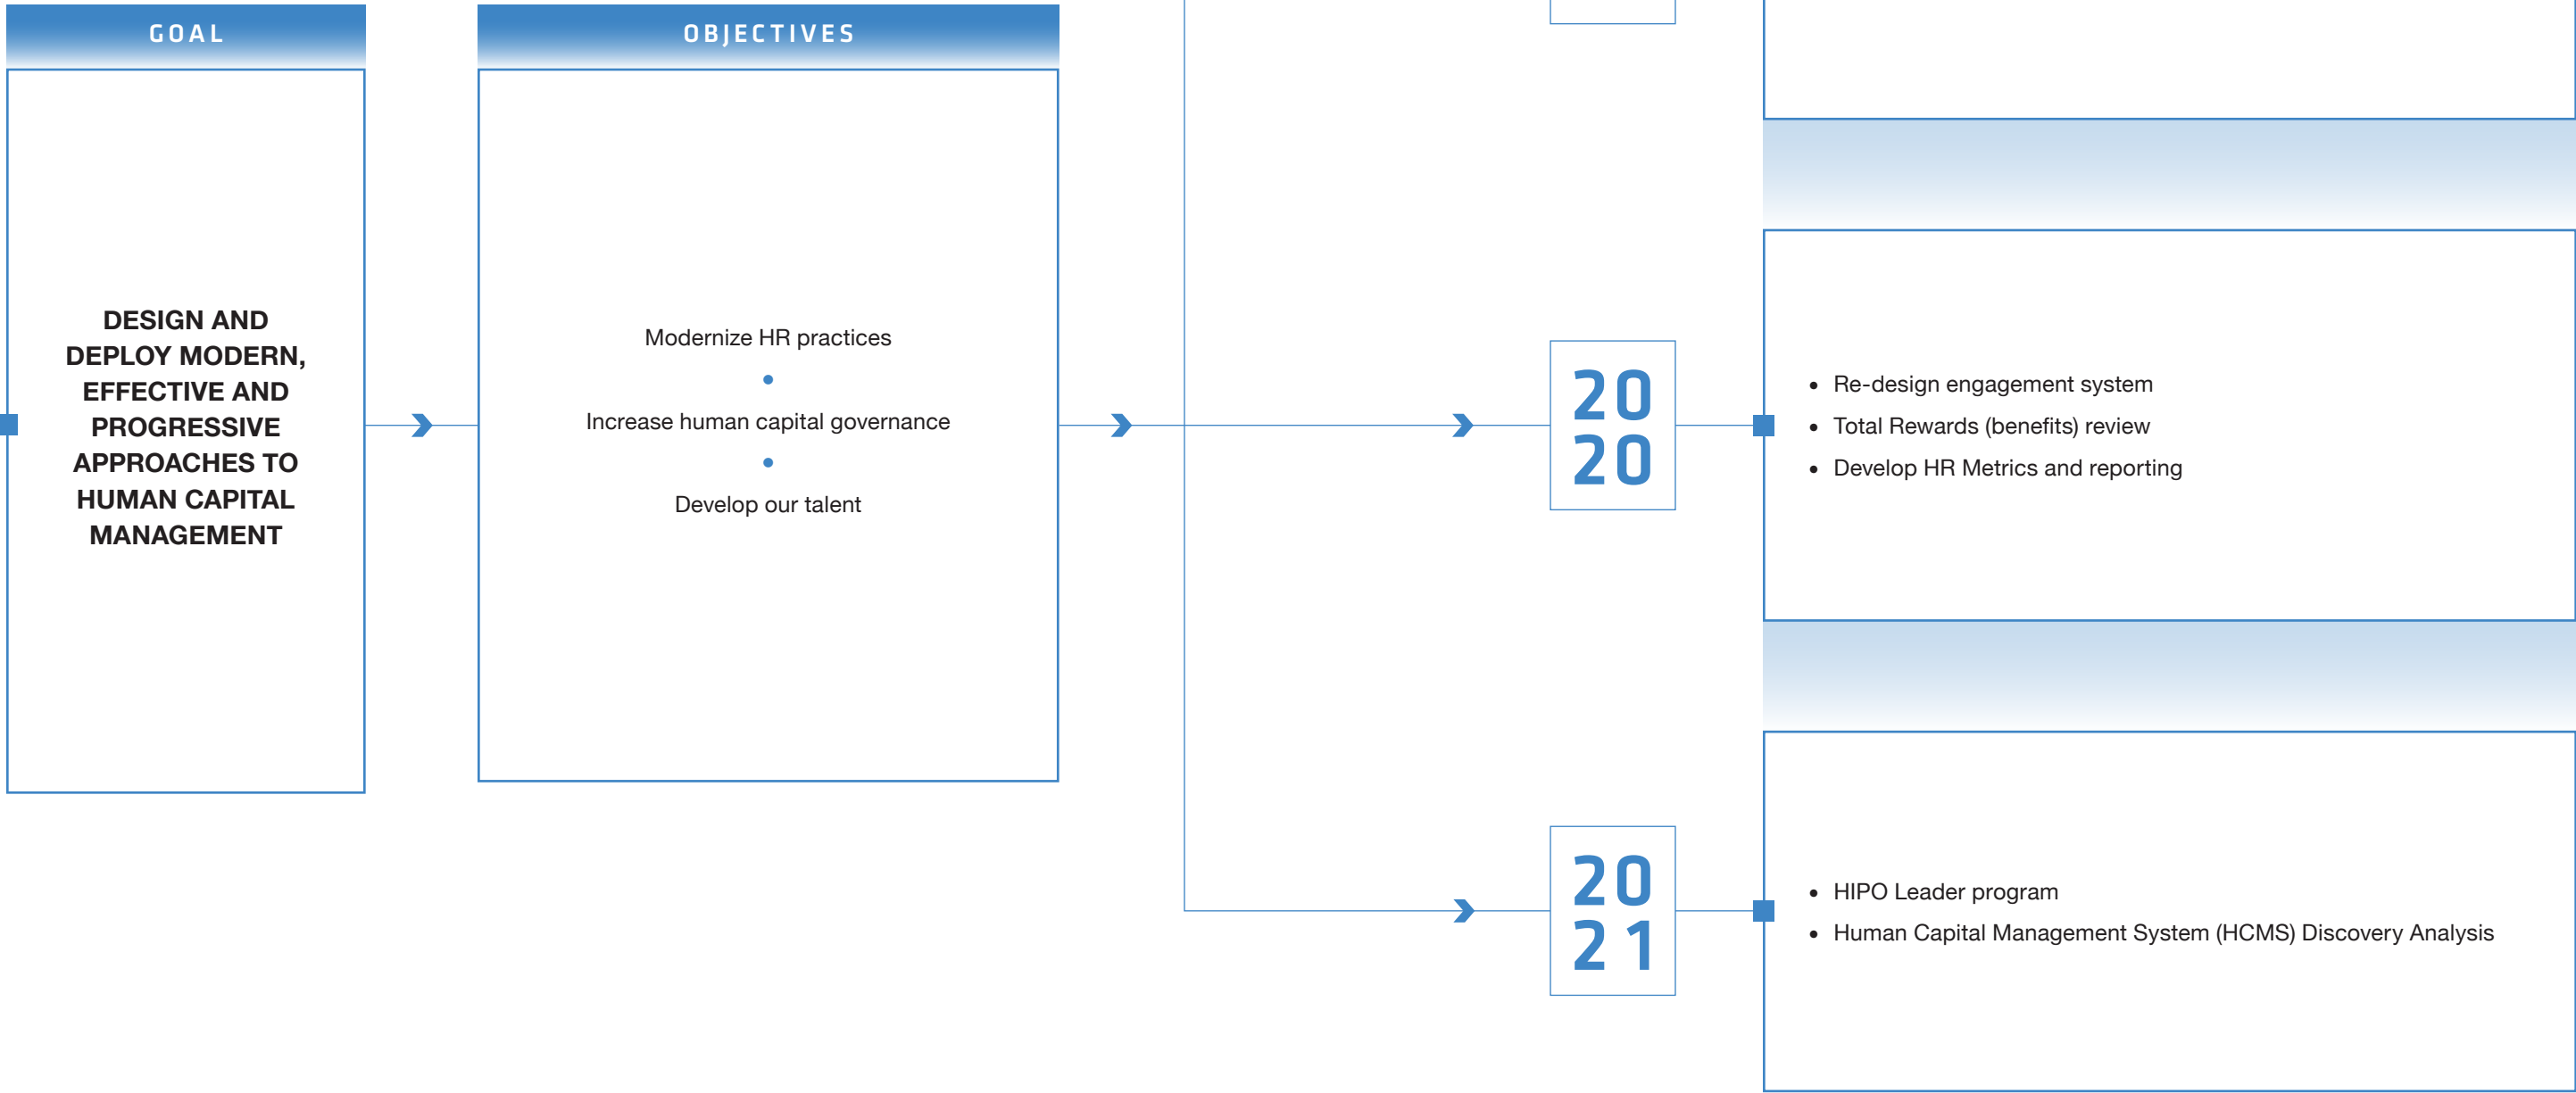 GOAL
DESIGN AND
DEPLOY MODERN,
EFFECTIVE AND
PROGRESSIVE
APPROACHES TO
HUMAN CAPITAL
MANAGEMENT
OBJECTIVES
Modernize HR practices
•
Increase human capital governance
•
Develop our talent
20
20
• Re-design engagement system
• Total Rewards (benefits) review
• Develop HR Metrics and reporting
20
21
• HIPO Leader program
• Human Capital Management System (HCMS) Discovery Analysis